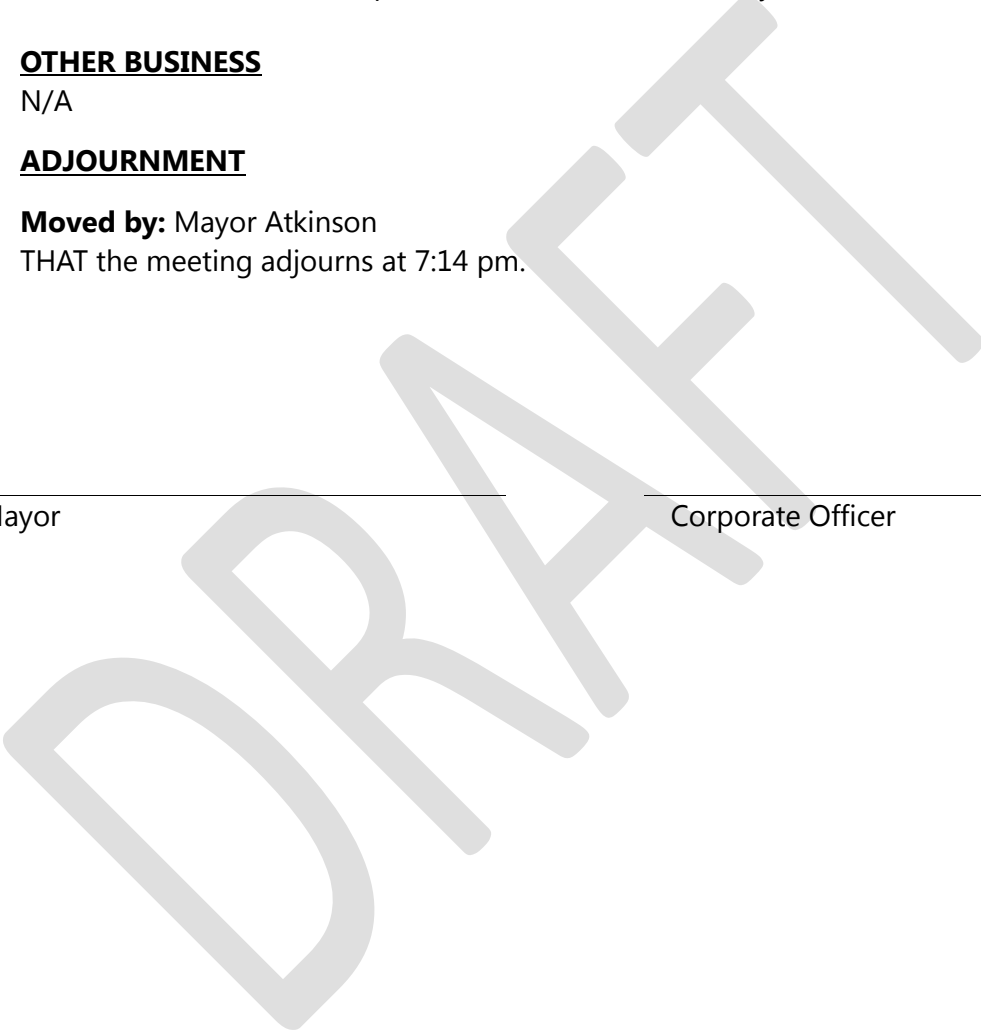 OTHER BUSINESS
N/A
ADJOURNMENT
Moved by: Mayor Atkinson
THAT the meeting adjourns at 7:14 pm.
Corporate Officer
DRAFT